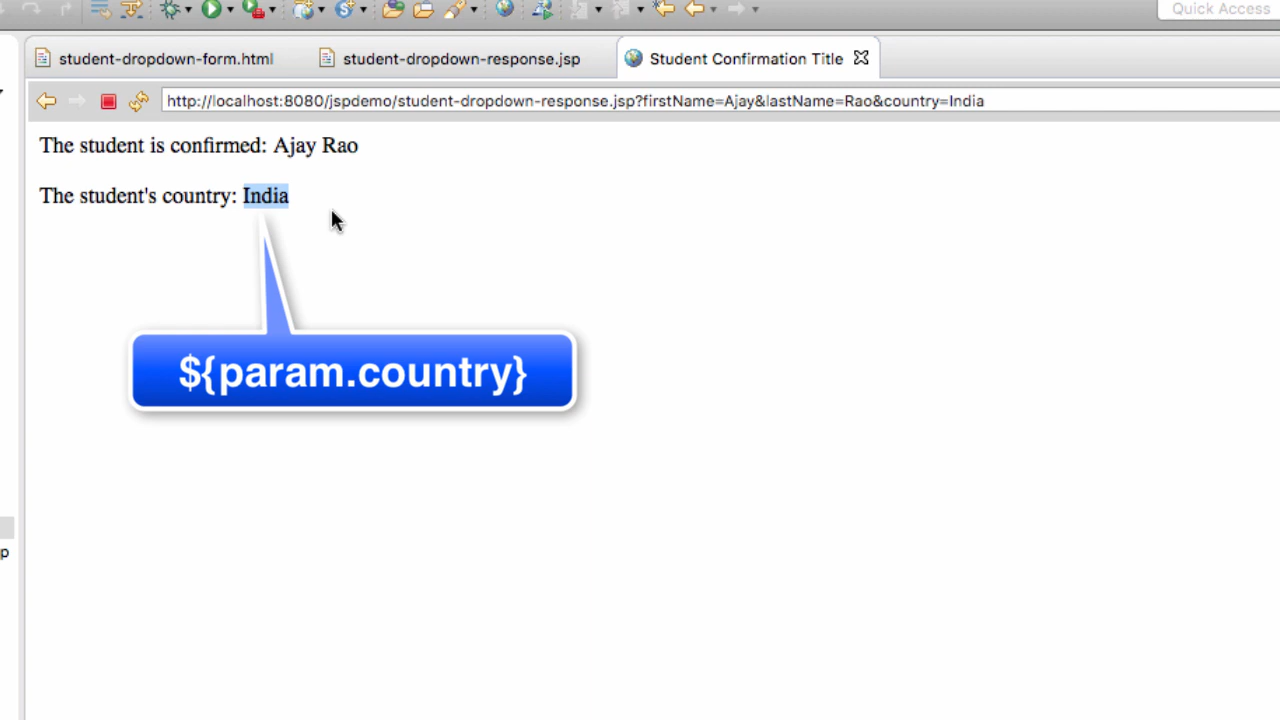 Quick Access
student-dropdown-form.html
student-dropdown-response.jsp
Student Confirmation Title
http://localhost:8080/jspdemo/student-dropdown-response.jsp?firstName=Ajay&lastName=Rao&country=India
The student is confirmed: Ajay Rao
The student's country: India
${param.country}
p